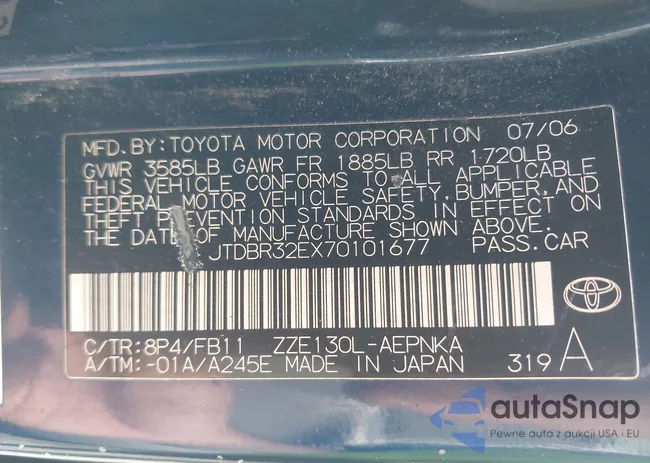 MFD. BY: TOYOTA MOTOR CORPORATION 07/06
GVWR 3585LB GAWR FR 1885LB RR 1720LB
THIS VEHICLE CONFORMS TO ALL APPLICABLE
FEDERAL MOTOR VEHICLE SAFETY, BUMPER, AND
THEFT PREVENTION STANDARDS IN EFFECT ON
THE DATE OF MANUFACTURE SHOWN ABOVE.
JTDBR32EX70101677 PASS. CAR
C/TR: 8P4/FB11 ZZE130L-AEPNKA
A/TM: -01A/A245E MADE IN JAPAN 319 A
autaSnap
Pewne auta z aukcji USA i EU